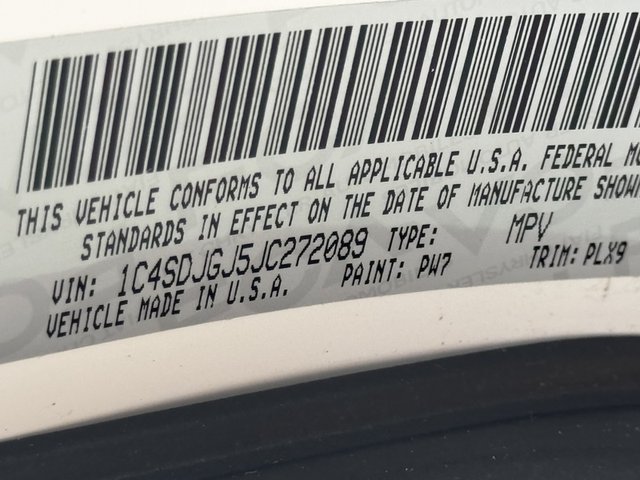 THIS VEHICLE CONFORMS TO ALL APPLICABLE U.S.A. FEDERAL
STANDARDS IN EFFECT ON THE DATE OF MANUFACTURE
VIN: 1C4SDJGJ5JC272089 TYPE: MPV
VEHICLE MADE IN U.S.A. PAINT: PW7 TRIM: PLX9